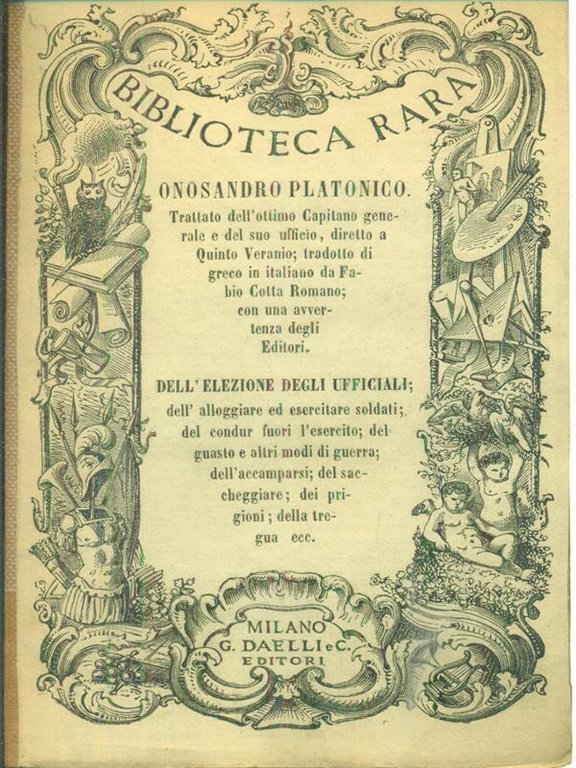 BIBLIOTECA RARA
ONOSANDRO PLATONICO.
Trattato dell'ottimo Capitano gene-
rale e del suo ufficio, diretto a
Quinto Veranio; tradotto di
greco in italiano da Fa-
bio Cotta Romano;
con una avver-
tenza degli
Editori.
DELL'ELEZIONE DEGLI UFFICIALI;
dell' alloggiare ed esercitare soldati;
del condur fuori l'esercito; del
guasto e altri modi di guerra;
dell'accamparsi; del sac-
cheggiare; dei pri-
gioni; della tre-
gua ecc.
MILANO
G. DAELLI e C.
EDITORI